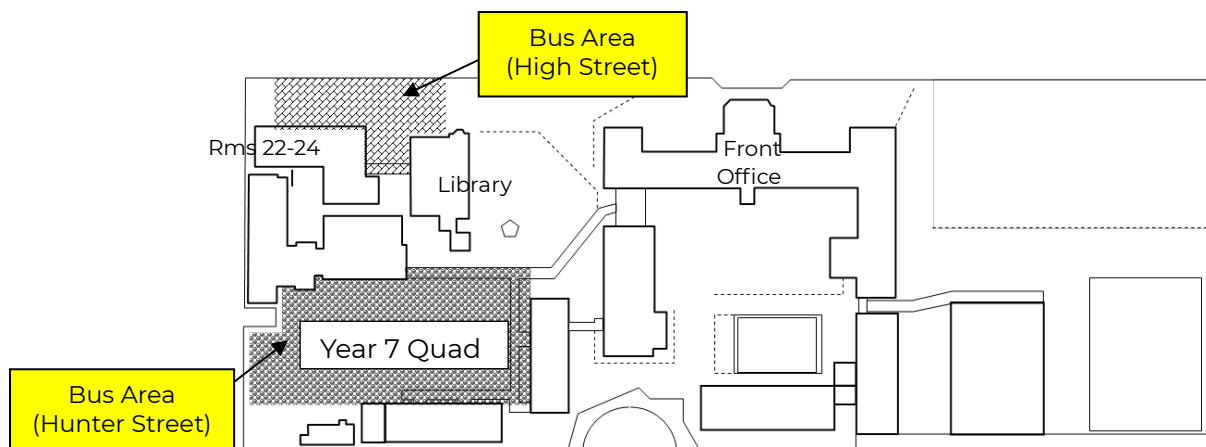 Bus Area
(High Street)
Rms 22-24
Library
Front
Office
Year 7 Quad
Bus Area
(Hunter Street)